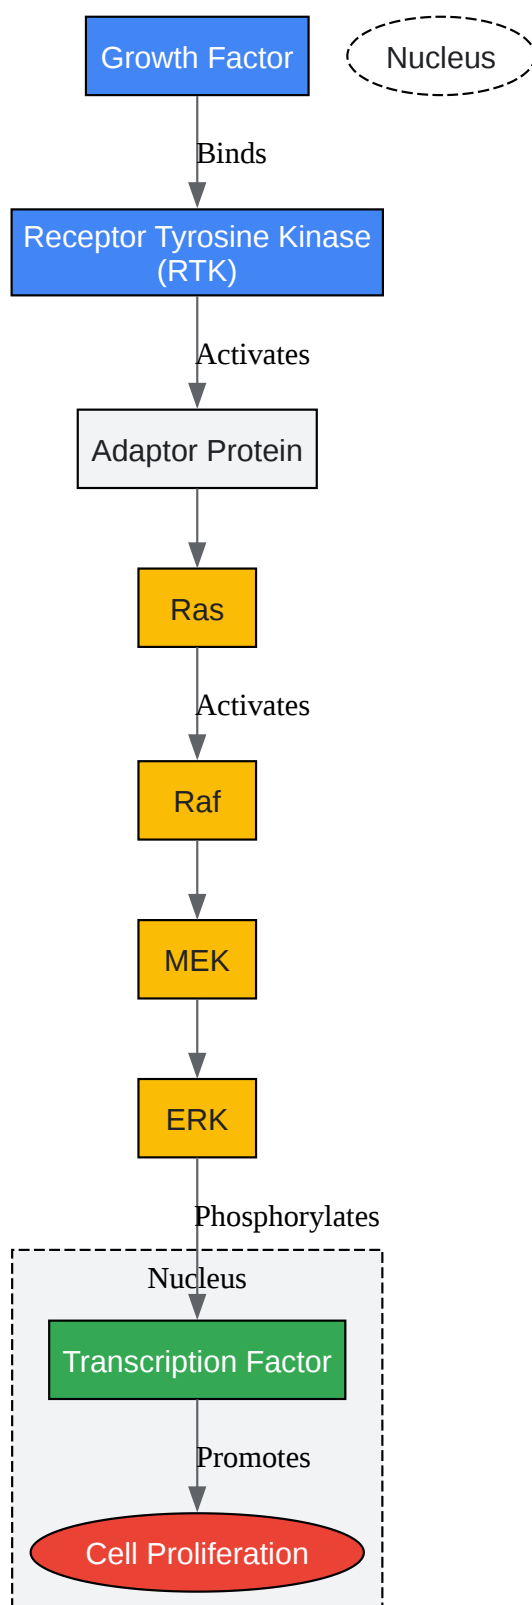 Growth Factor
Nucleus
Binds
Receptor Tyrosine Kinase
(RTK)
Activates
Adaptor Protein
Ras
Activates
Raf
MEK
ERK
Phosphorylates
Nucleus
Transcription Factor
Promotes
Cell Proliferation